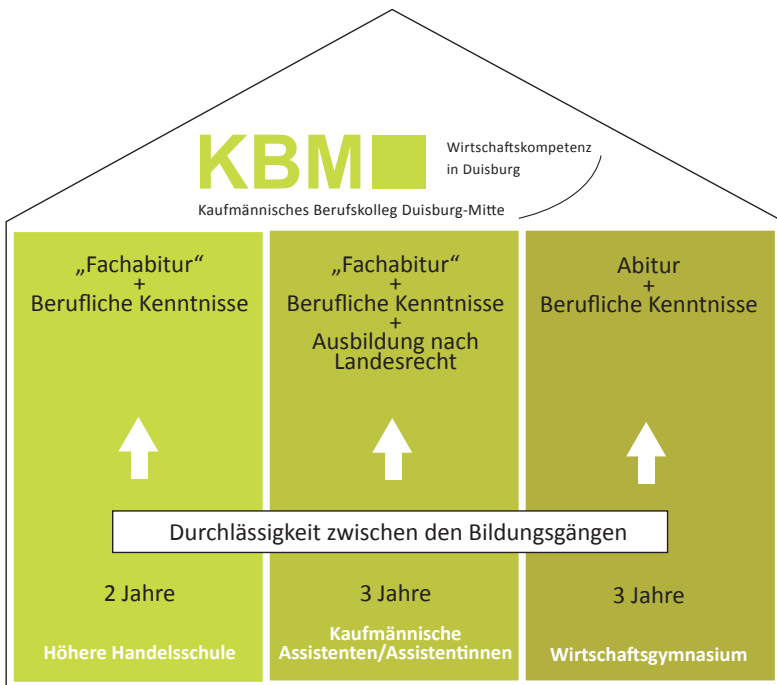 KBM
Wirtschaftskompetenz
in Duisburg
Kaufmännisches Berufskolleg Duisburg-Mitte
„Fachabitur“
+
Berufliche Kenntnisse
„Fachabitur“
+
Berufliche Kenntnisse
+
Ausbildung nach
Landesrecht
Abitur
+
Berufliche Kenntnisse
Durchlässigkeit zwischen den Bildungsgängen
2 Jahre
3 Jahre
3 Jahre
Höhere Handelsschule
Kaufmännische
Assistenten/Assistentinnen
Wirtschaftsgymnasium